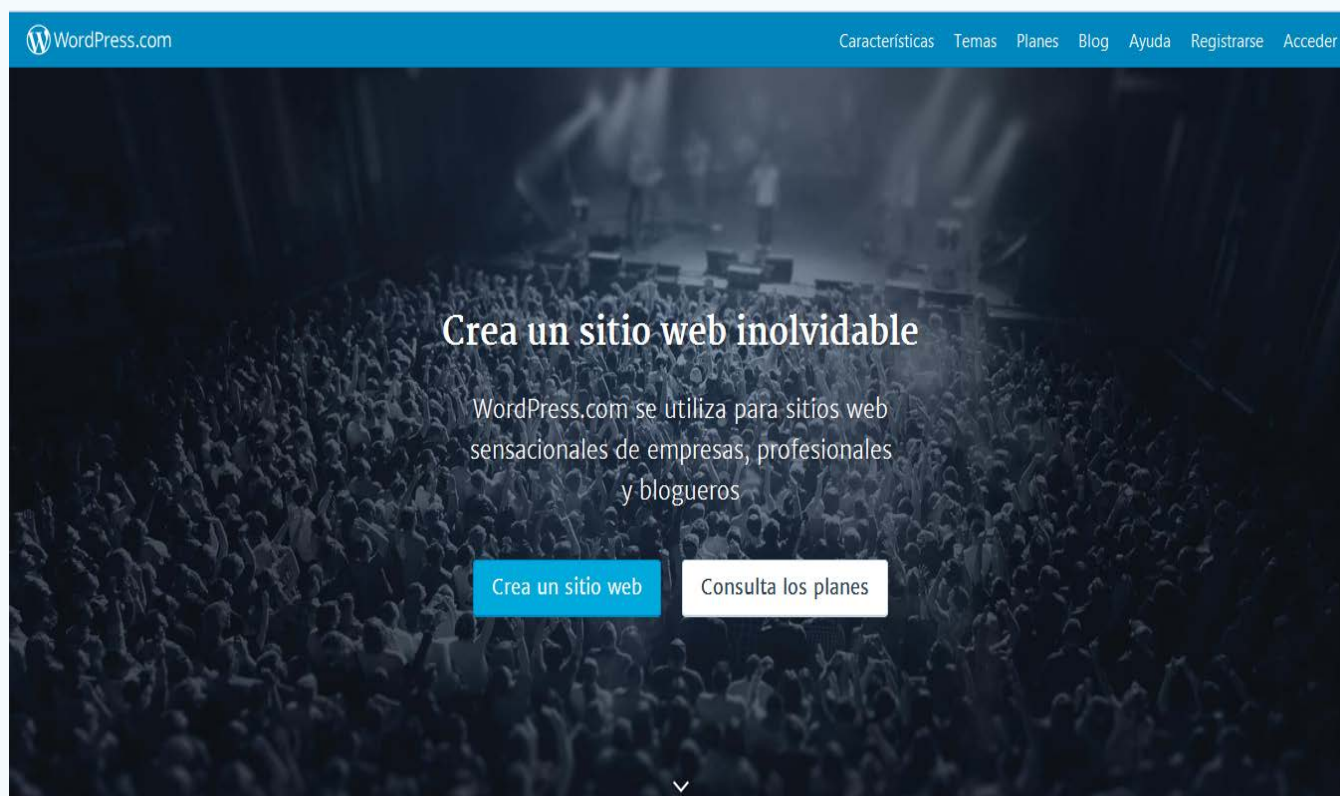 WordPress.com
Características Temas Planes Blog Ayuda Registrarse Acceder
Crea un sitio web inolvidable
WordPress.com se utiliza para sitios web
sensacionales de empresas, profesionales
y blogueros
Crea un sitio web Consulta los planes